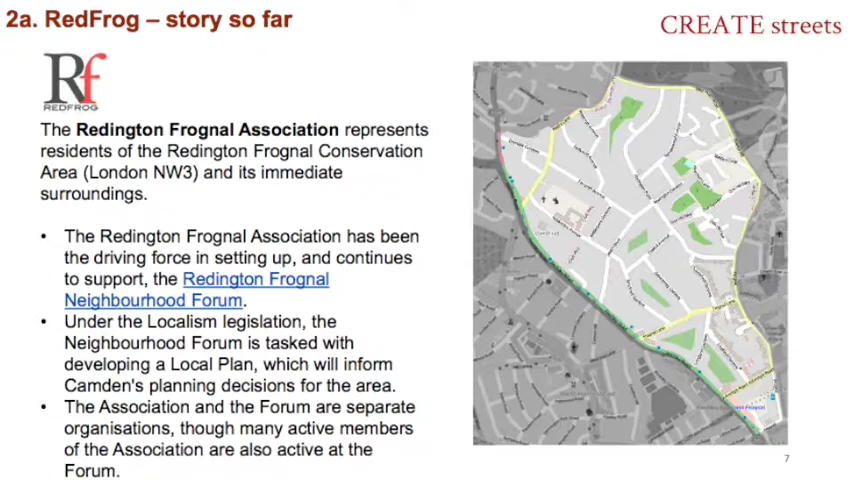 2a. RedFrog – story so far
CREATE streets
Rf
REDFROG
The Redington Frognal Association represents
residents of the Redington Frognal Conservation
Area (London NW3) and its immediate
surroundings.
• The Redington Frognal Association has been
the driving force in setting up, and continues
to support, the Redington Frognal
Neighbourhood Forum.
• Under the Localism legislation, the
Neighbourhood Forum is tasked with
developing a Local Plan, which will inform
Camden's planning decisions for the area.
• The Association and the Forum are separate
organisations, though many active members
of the Association are also active at the
Forum.
7